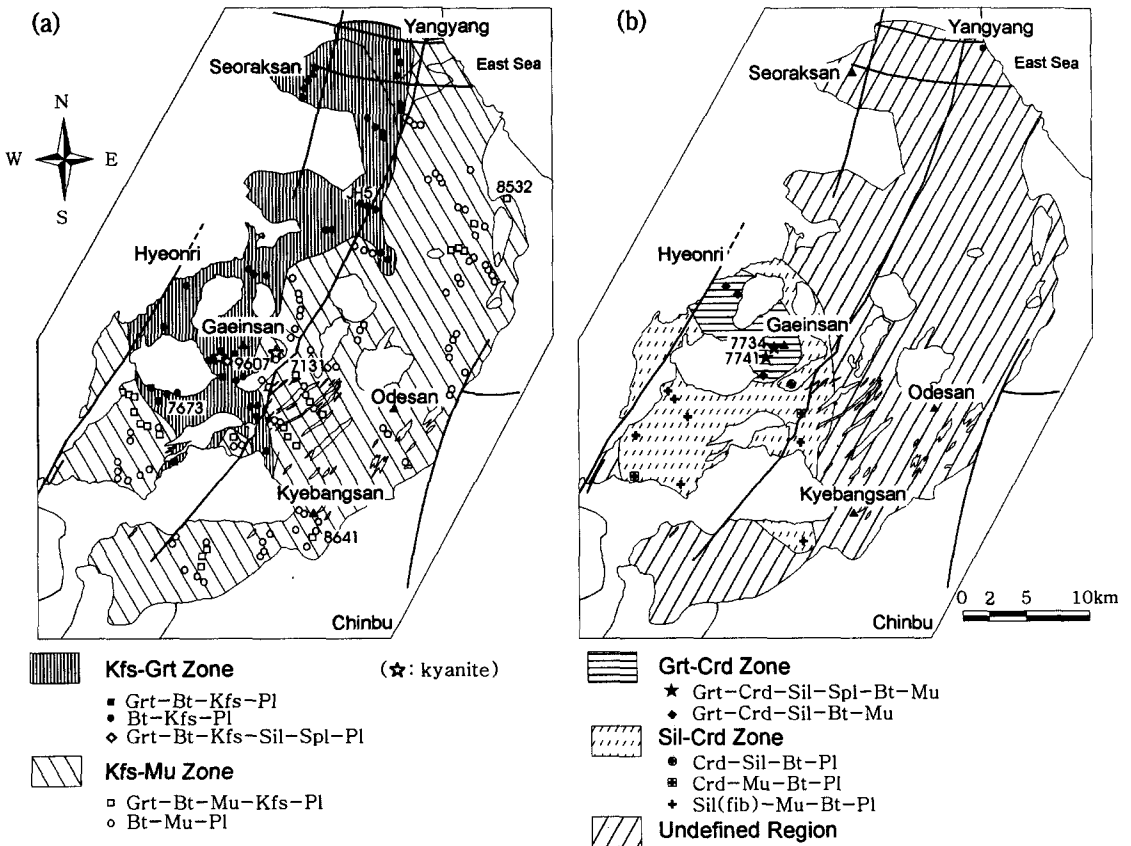 (a)
Yangyang
Seoraksan
East Sea
N
W E
S
JH5
8532
Hyeonri
Gaeinsan
9607
7131
7673
Odesan
Kyebangsan
8641
Chinbu
Kfs-Grt Zone
(☆: kyanite)
Grt-Bt-Kfs-Pl
Bt-Kfs-Pl
Grt-Bt-Kfs-Sil-Spl-Pl
Kfs-Mu Zone
Grt-Bt-Mu-Kfs-Pl
Bt-Mu-Pl
(b)
Yangyang
Seoraksan
East Sea
Hyeonri
Gaeinsan
7734
7741
Odesan
Kyebangsan
0 2 5 10km
Chinbu
Grt-Crd Zone
Grt-Crd-Sil-Spl-Bt-Mu
Grt-Crd-Sil-Bt-Mu
Sil-Crd Zone
Crd-Sil-Bt-Pl
Crd-Mu-Bt-Pl
Sil(fib)-Mu-Bt-Pl
Undefined Region